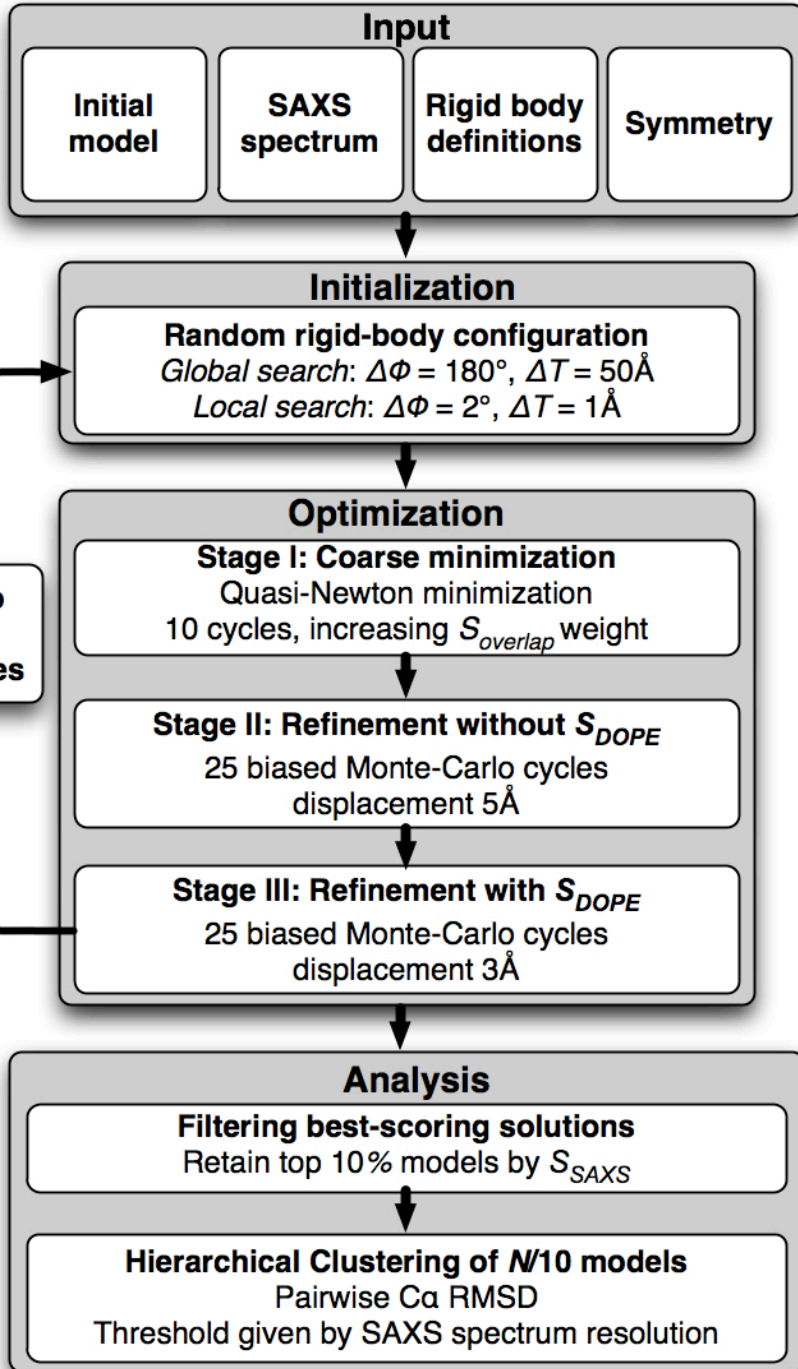 Input
Initial model
SAXS spectrum
Rigid body definitions
Symmetry
Initialization
Random rigid-body configuration
Global search: ΔΦ = 180°, ΔT = 50Å
Local search: ΔΦ = 2°, ΔT = 1Å
Optimization
Stage I: Coarse minimization
Quasi-Newton minimization
10 cycles, increasing S_overlap weight
Stage II: Refinement without S_DOPE
25 biased Monte-Carlo cycles
displacement 5Å
Stage III: Refinement with S_DOPE
25 biased Monte-Carlo cycles
displacement 3Å
Analysis
Filtering best-scoring solutions
Retain top 10% models by S_SAXS
Hierarchical Clustering of N/10 models
Pairwise Cα RMSD
Threshold given by SAXS spectrum resolution